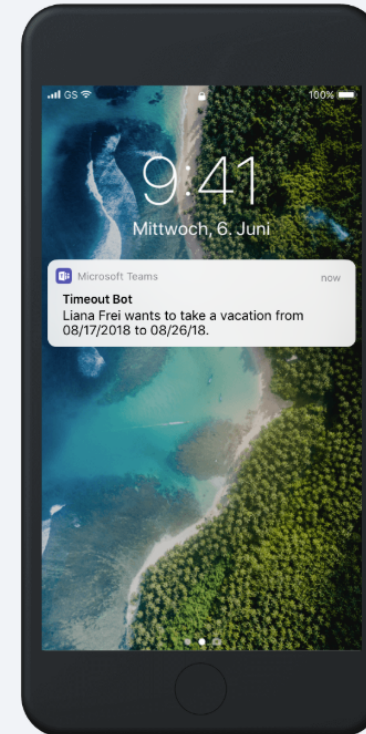 GS
100%
9:41
Mittwoch, 6. Juni
Microsoft Teams
now
Timeout Bot
Liana Frei wants to take a vacation from
08/17/2018 to 08/26/18.